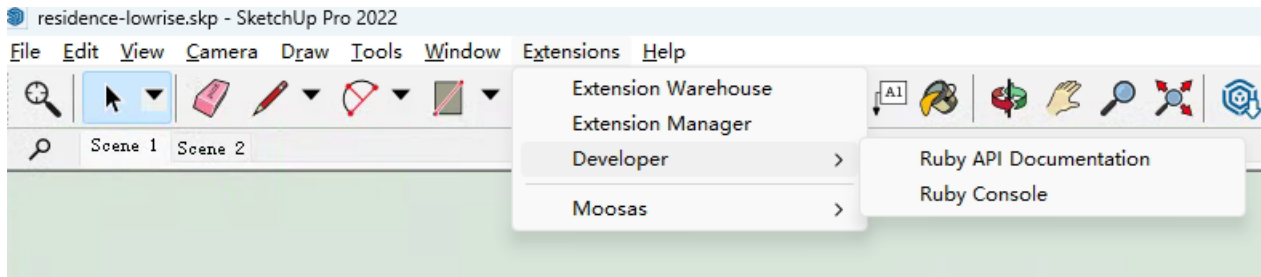 residence-lowrise.skp - SketchUp Pro 2022
File Edit View Camera Draw Tools Window Extensions Help
Extension Warehouse
A1
Extension Manager
Scene 1 Scene 2
Developer
Ruby API Documentation
Ruby Console
Moosas